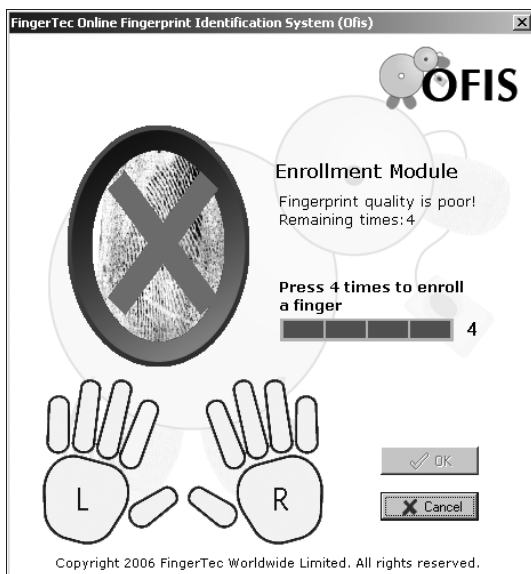 FingerTec Online Fingerprint Identification System (Ofis)
OFIS
Enrollment Module
Fingerprint quality is poor!
Remaining times:4
Press 4 times to enroll
a finger
4
L
R
OK
Cancel
Copyright 2006 FingerTec Worldwide Limited. All rights reserved.